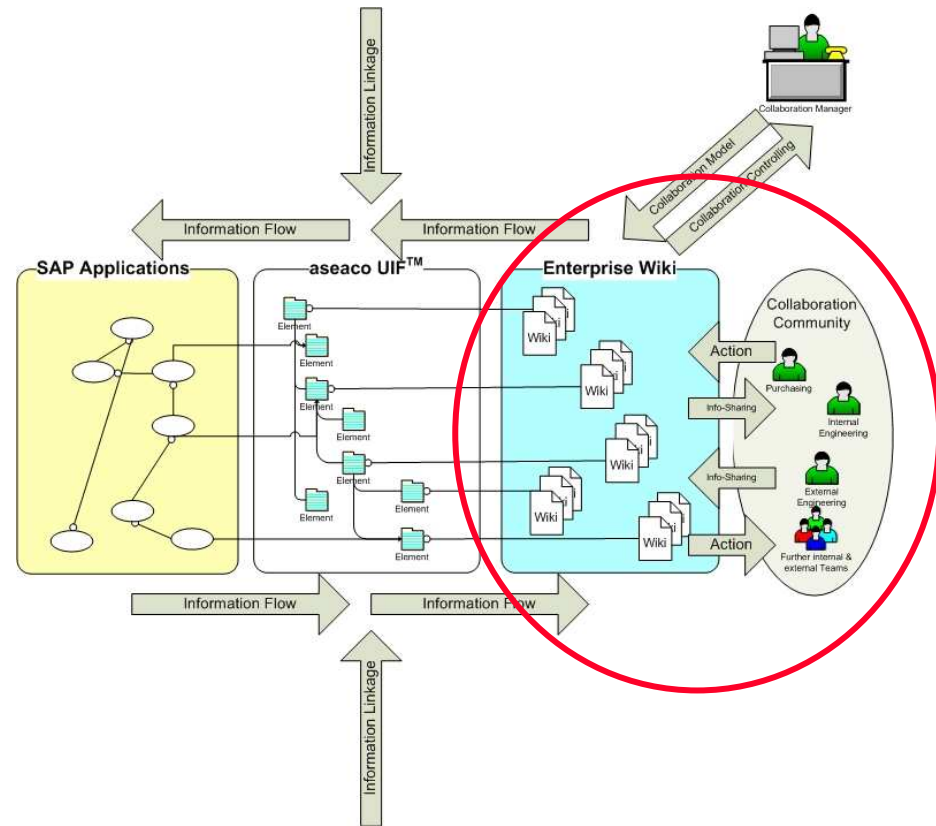 Information Linkage
Collaboration Manager
Collaboration Model
Collaboration Controlling
Information Flow
Information Flow
SAP Applications
aseaco UIF™
Enterprise Wiki
Collaboration
Community
Element
Element
Element
Element
Element
Element
Element
Element
Wiki
Wiki
Wiki
Wiki
Wiki
Action
Purchasing
Info-Sharing
Internal
Engineering
Info-Sharing
External
Engineering
Action
Further internal &
external Teams
Information Flow
Information Flow
Information Linkage